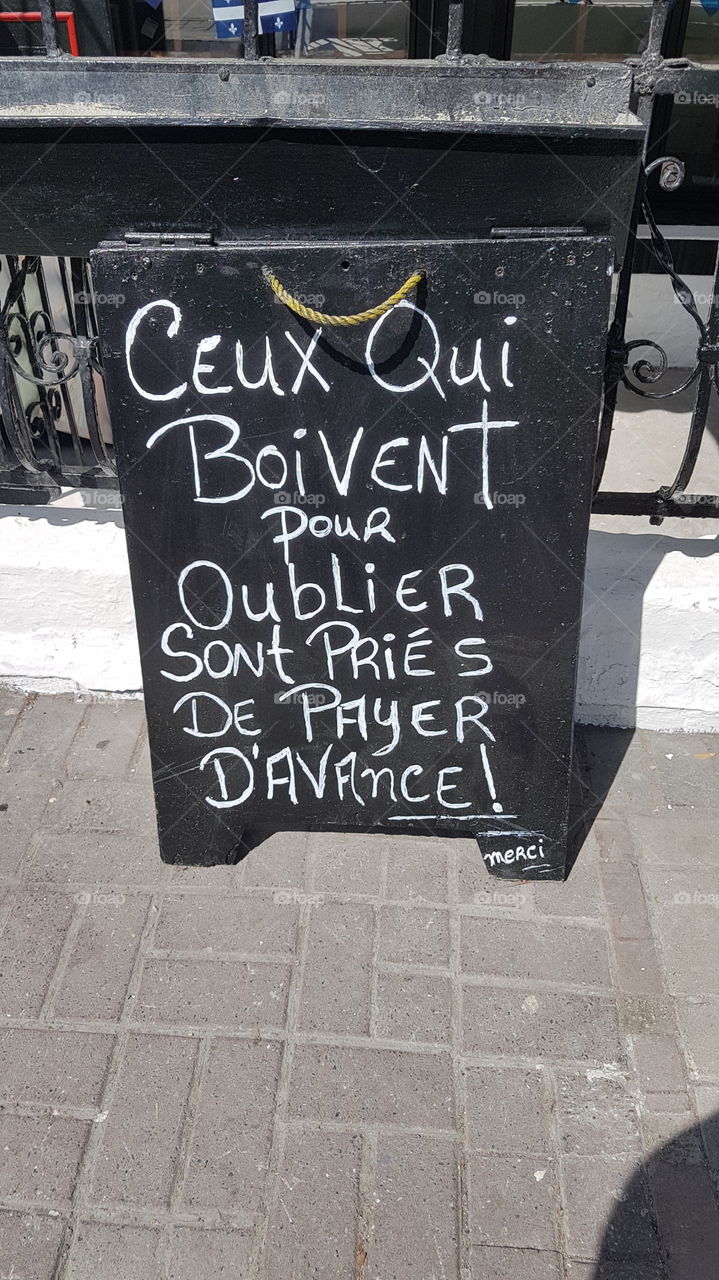 Ceux Qui
Boivent
pour
Oublier
Sont Priés
De Payer
D'Avance!
merci